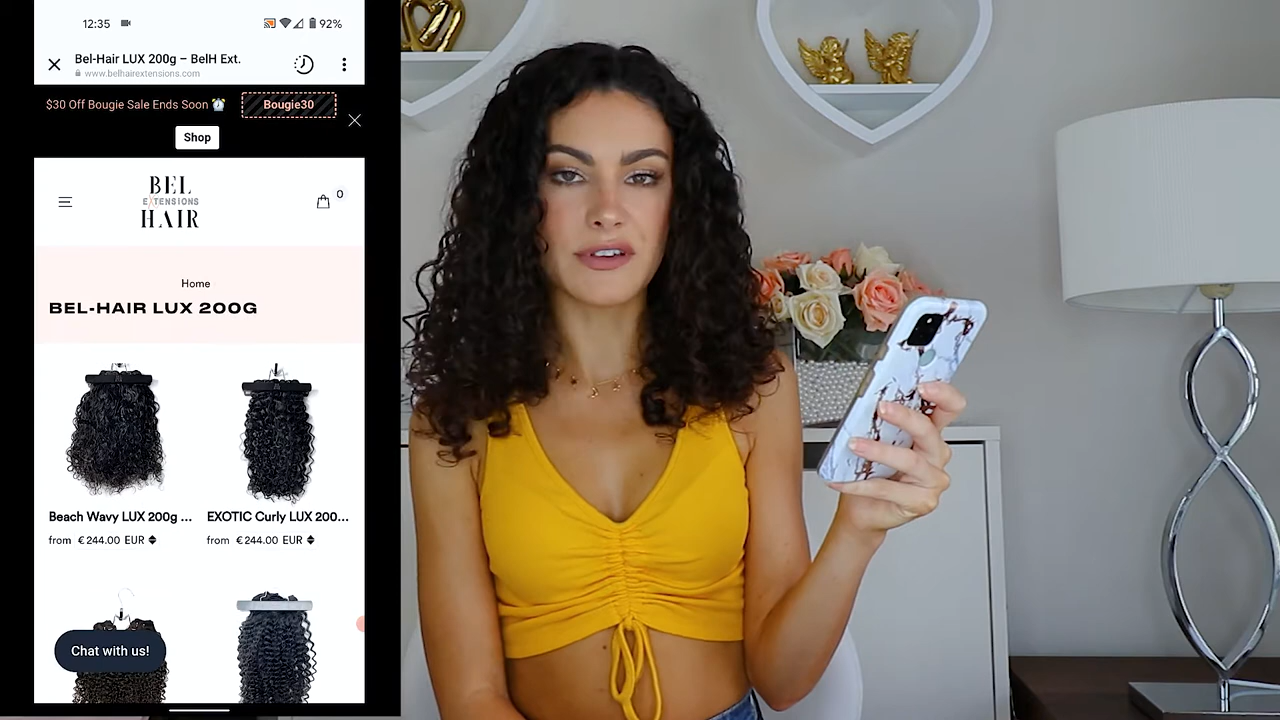 12:35
92%
Bel-Hair LUX 200g – BelH Ext.
www.belhairextensions.com
$30 Off Bougie Sale Ends Soon ⏰ Bougie30
Shop
BEL
EXTENSIONS
HAIR
0
Home
BEL-HAIR LUX 200G
Beach Wavy LUX 200g ...
EXOTIC Curly LUX 200...
from €244.00 EUR
from €244.00 EUR
Chat with us!